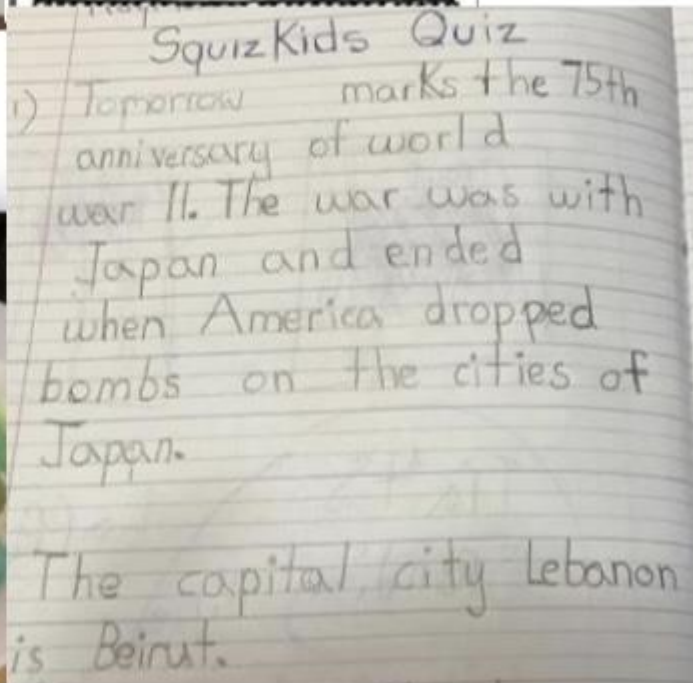 SquizKids Quiz
1) Tomorrow marks the 75th
anniversary of world
war II. The war was with
Japan and ended
when America dropped
bombs on the cities of
Japan.
The capital city Lebanon
is Beirut.